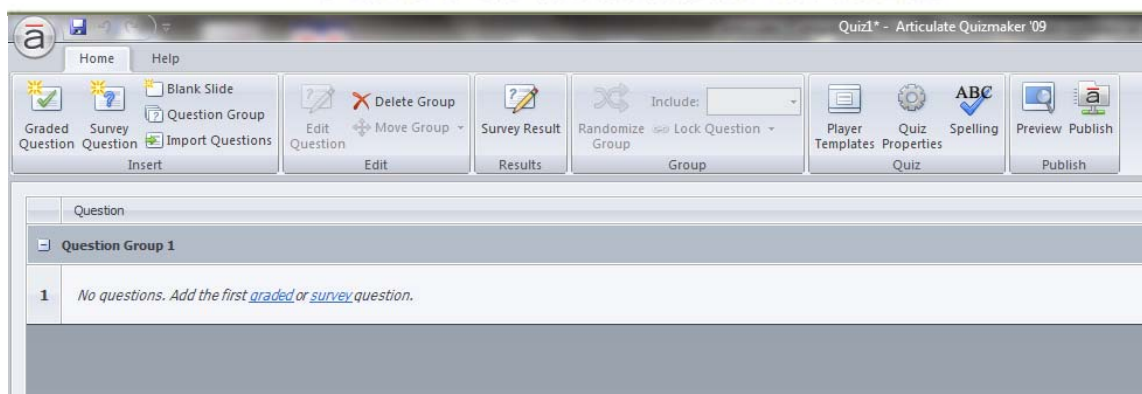 Quiz1* - Articulate Quizmaker '09
Home Help
Graded Question
Survey Question
Blank Slide
Question Group
Import Questions
Insert
Edit Question
Delete Group
Move Group
Edit
Survey Result
Results
Randomize Group
Include:
Lock Question
Group
Player Templates
Quiz Properties
ABC
Spelling
Quiz
Preview
Publish
Publish
Question
Question Group 1
1 No questions. Add the first graded or survey question.